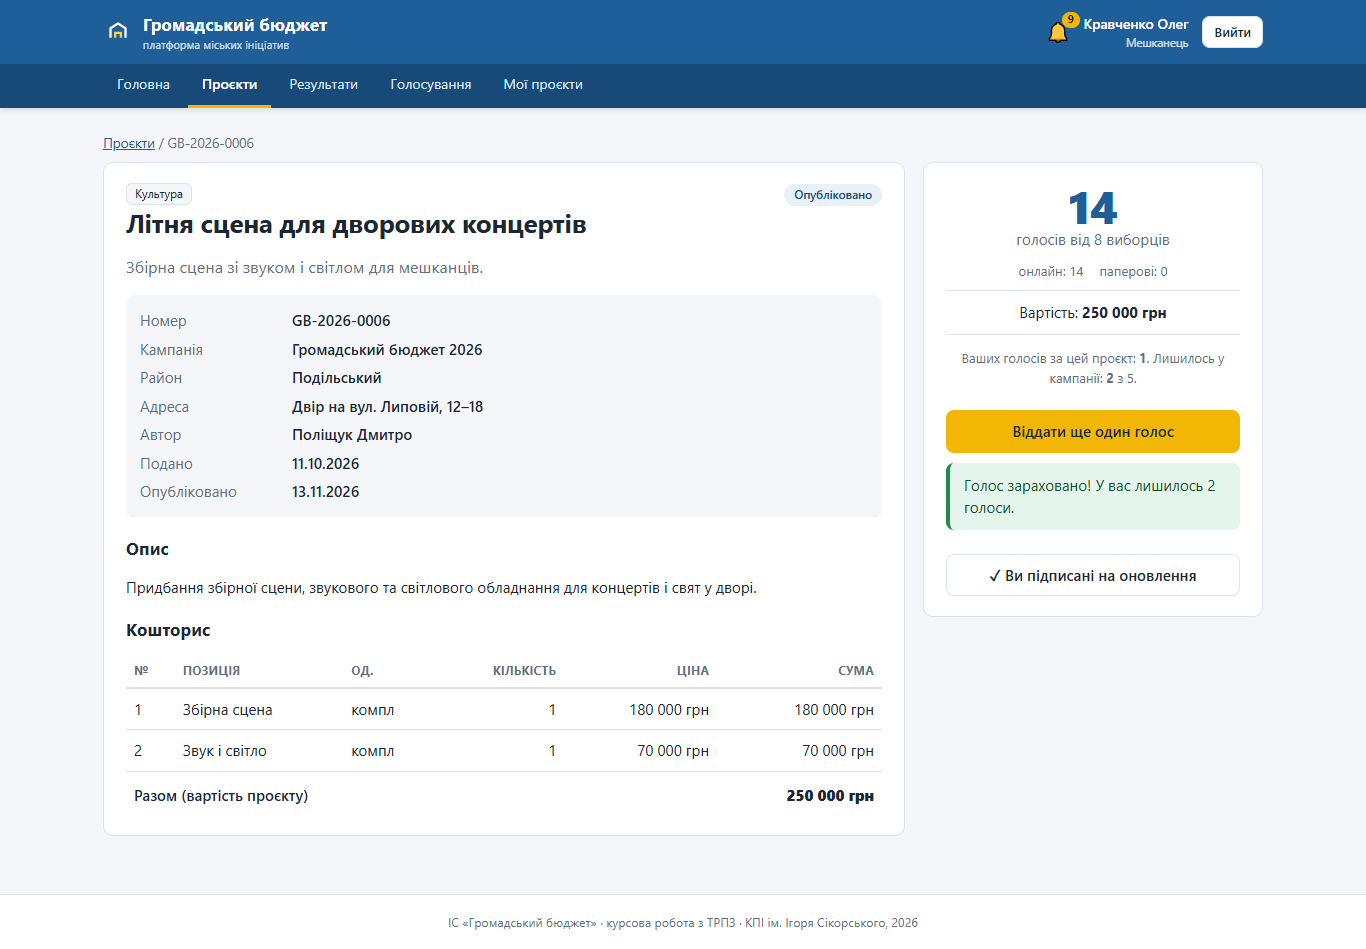 Громадський бюджет
платформа міських ініціатив
9
Кравченко Олег
Мешканець
Вийти
Головна Проєкти Результати Голосування Мої проєкти
Проєкти / GB-2026-0006
Культура
Опубліковано
Літня сцена для дворових концертів
Збірна сцена зі звуком і світлом для мешканців.
Номер GB-2026-0006
Кампанія Громадський бюджет 2026
Район Подільський
Адреса Двір на вул. Липовій, 12–18
Автор Поліщук Дмитро
Подано 11.10.2026
Опубліковано 13.11.2026
Опис
Придбання збірної сцени, звукового та світлового обладнання для концертів і свят у дворі.
Кошторис
№ ПОЗИЦІЯ ОД. КІЛЬКІСТЬ ЦІНА СУМА
1 Збірна сцена компл 1 180 000 грн 180 000 грн
2 Звук і світло компл 1 70 000 грн 70 000 грн
Разом (вартість проєкту) 250 000 грн
14
голосів від 8 виборців
онлайн: 14 паперові: 0
Вартість: 250 000 грн
Ваших голосів за цей проєкт: 1. Лишилось у
кампанії: 2 з 5.
Віддати ще один голос
Голос зараховано! У вас лишилось 2
голоси.
✓ Ви підписані на оновлення
ІС «Громадський бюджет» · курсова робота з ТРПЗ · КПІ ім. Ігоря Сікорського, 2026